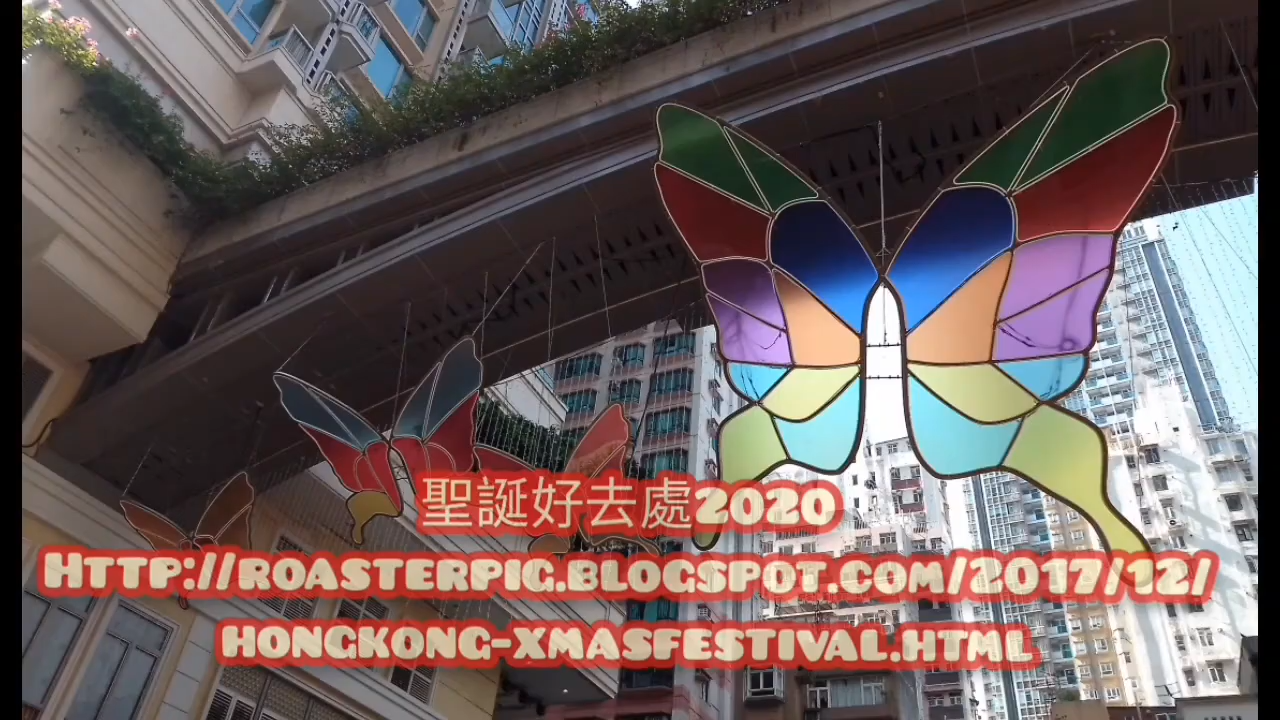 聖誕好去處2020
Http://roasterpig.blogspot.com/2017/12/
hongkong-xmasfestival.html